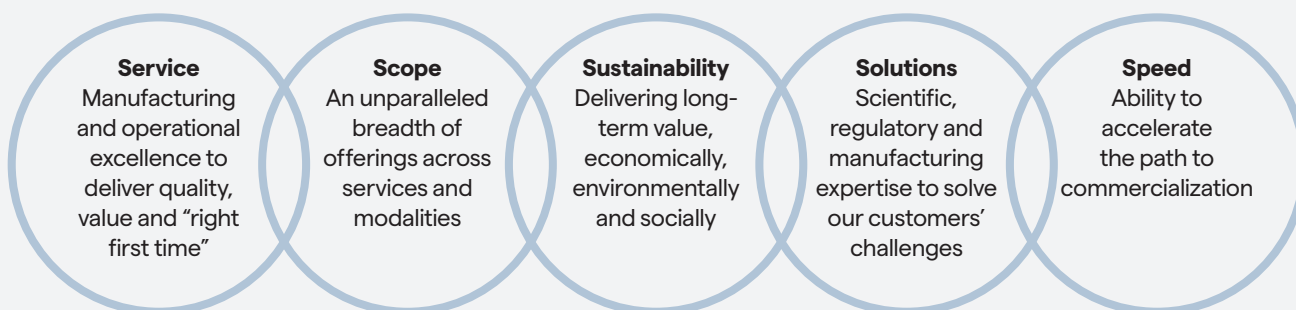 Service
Manufacturing
and operational
excellence to
deliver quality,
value and “right
first time”
Scope
An unparalleled
breadth of
offerings across
services and
modalities
Sustainability
Delivering long-
term value,
economically,
environmentally
and socially
Solutions
Scientific,
regulatory and
manufacturing
expertise to solve
our customers’
challenges
Speed
Ability to
accelerate
the path to
commercialization